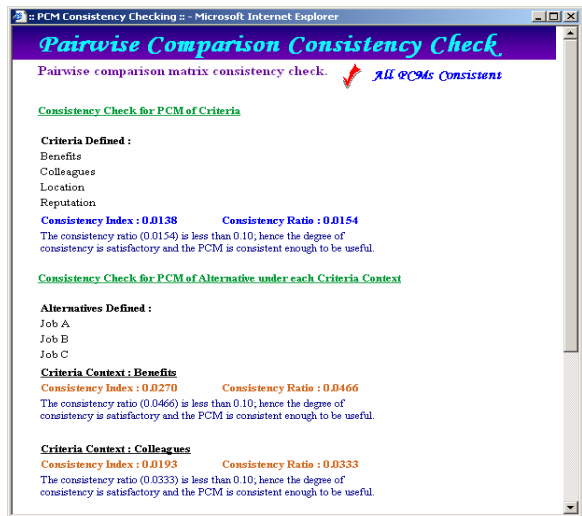 :: PCM Consistency Checking :: - Microsoft Internet Explorer
Pairwise Comparison Consistency Check
Pairwise comparison matrix consistency check.
All PCMs Consistent
Consistency Check for PCM of Criteria
Criteria Defined :
Benefits
Colleagues
Location
Reputation
Consistency Index : 0.0138 Consistency Ratio : 0.0154
The consistency ratio (0.0154) is less than 0.10; hence the degree of
consistency is satisfactory and the PCM is consistent enough to be useful.
Consistency Check for PCM of Alternative under each Criteria Context
Alternatives Defined :
Job A
Job B
Job C
Criteria Context : Benefits
Consistency Index : 0.0270 Consistency Ratio : 0.0466
The consistency ratio (0.0466) is less than 0.10; hence the degree of
consistency is satisfactory and the PCM is consistent enough to be useful.
Criteria Context : Colleagues
Consistency Index : 0.0193 Consistency Ratio : 0.0333
The consistency ratio (0.0333) is less than 0.10; hence the degree of
consistency is satisfactory and the PCM is consistent enough to be useful.